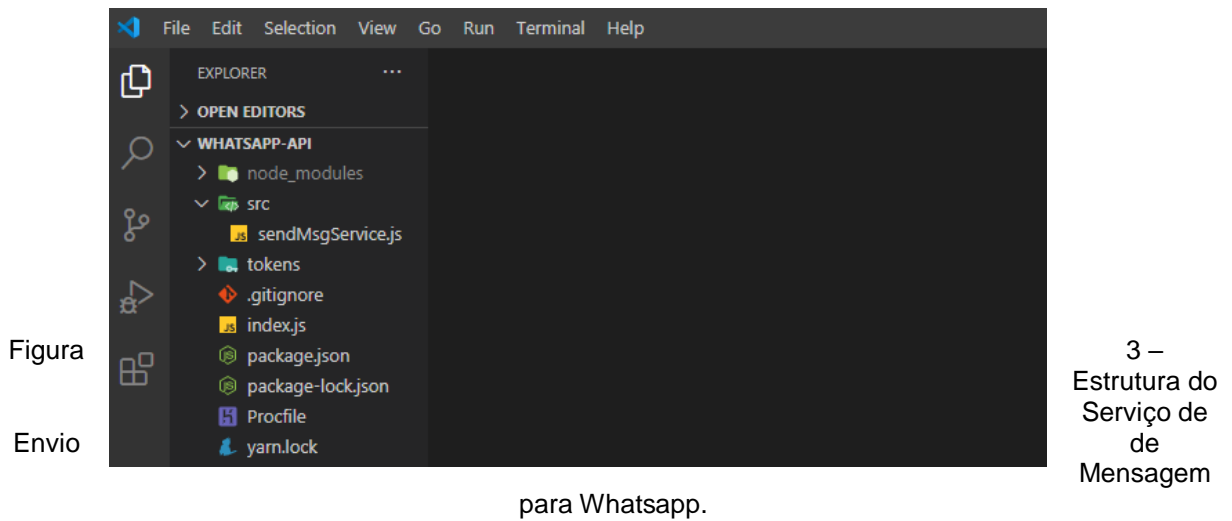 File Edit Selection View Go Run Terminal Help
EXPLORER ...
OPEN EDITORS
WHATSAPP-API
node_modules
src
JS sendMsgService.js
tokens
.gitignore
JS index.js
package.json
package-lock.json
Procfile
yarn.lock
Figura 3 –
Estrutura do
Serviço de
Envio de
Mensagem
para Whatsapp.